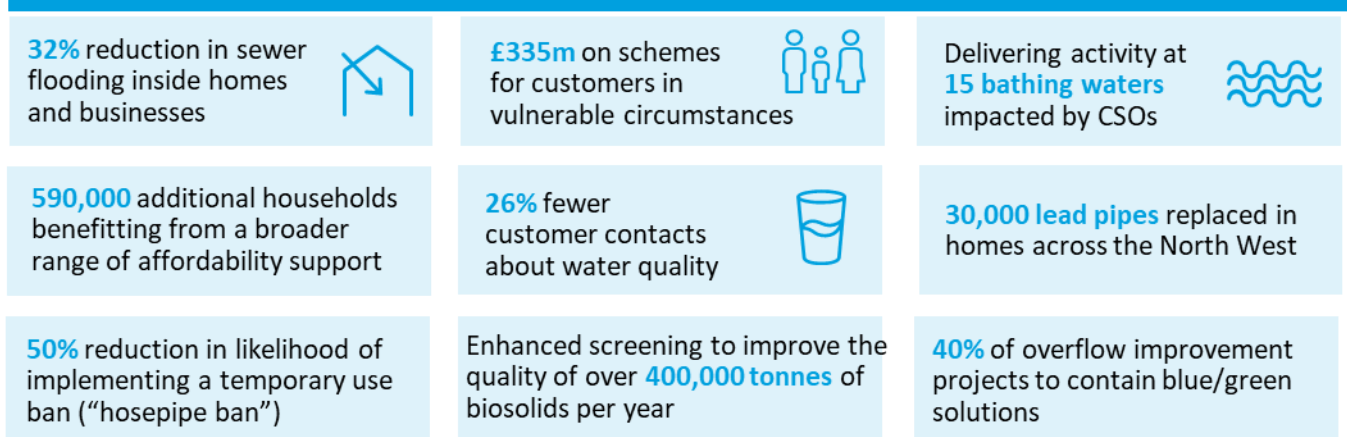 32% reduction in sewer
flooding inside homes
and businesses
£335m on schemes
for customers in
vulnerable circumstances
Delivering activity at
15 bathing waters
impacted by CSOs
590,000 additional households
benefitting from a broader
range of affordability support
26% fewer
customer contacts
about water quality
30,000 lead pipes replaced in
homes across the North West
50% reduction in likelihood of
implementing a temporary use
ban (“hosepipe ban”)
Enhanced screening to improve the
quality of over 400,000 tonnes of
biosolids per year
40% of overflow improvement
projects to contain blue/green
solutions